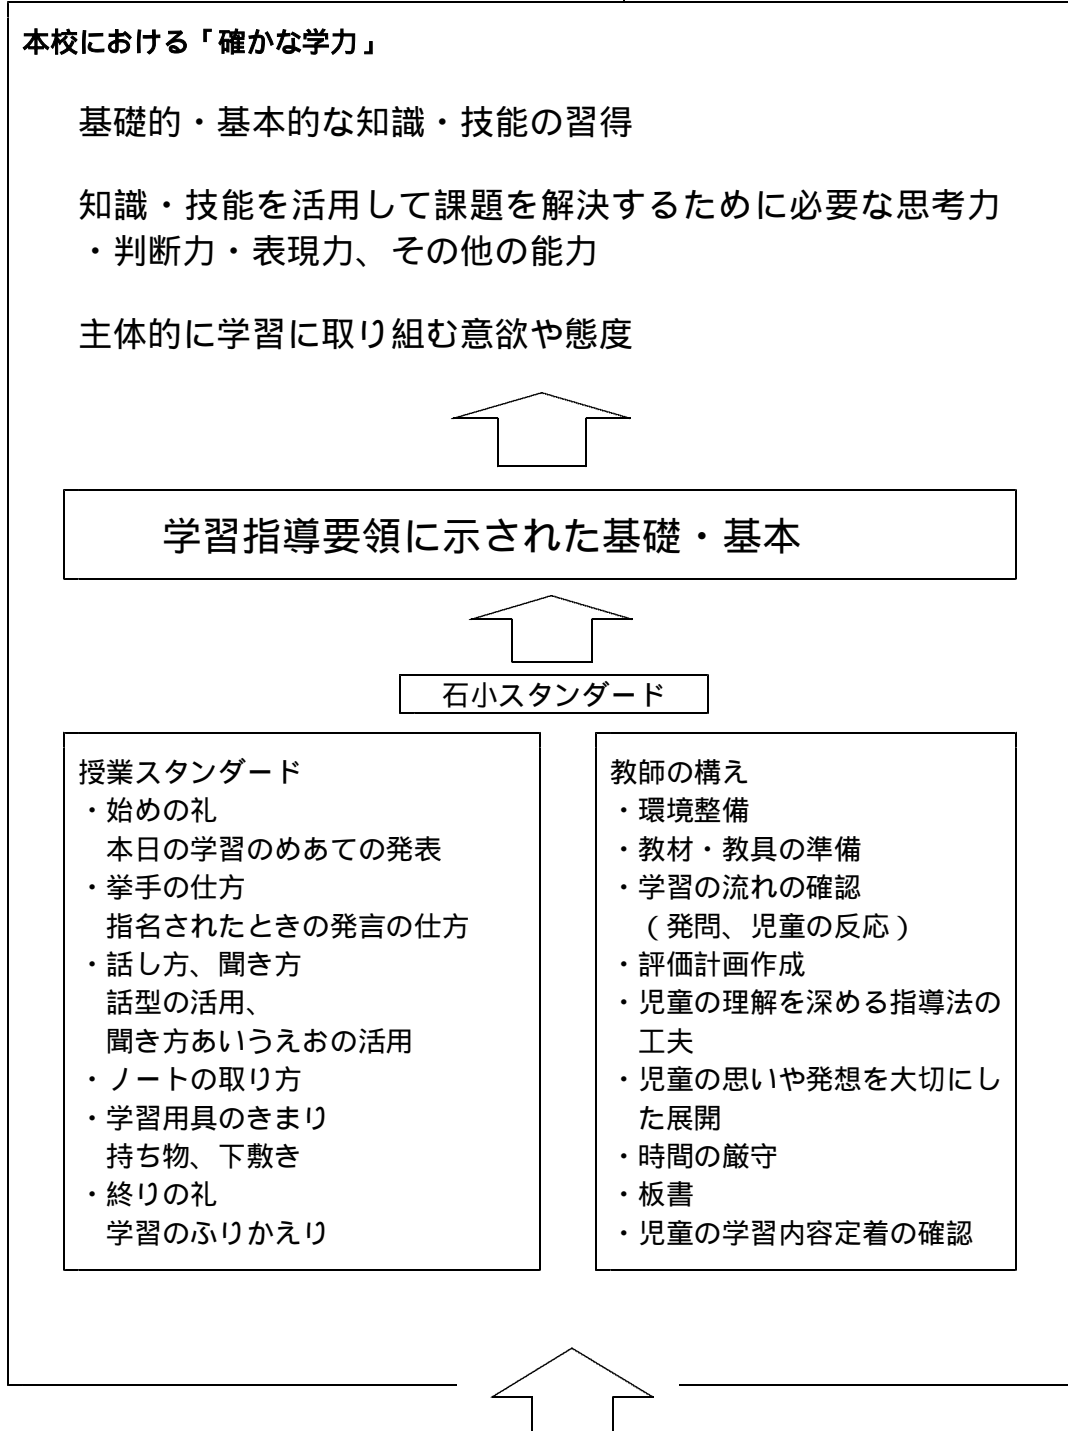 本校における「確かな学力」
基礎的・基本的な知識・技能の習得
知識・技能を活用して課題を解決するために必要な思考力
・判断力・表現力、その他の能力
主体的に学習に取り組む意欲や態度
学習指導要領に示された基礎・基本
石小スタンダード
授業スタンダード
・始めの礼
本日の学習のめあての発表
・挙手の仕方
指名されたときの発言の仕方
・話し方、聞き方
話型の活用、
聞き方あいうえおの活用
・ノートの取り方
・学習用具のきまり
持ち物、下敷き
・終りの礼
学習のふりかえり
教師の構え
・環境整備
・教材・教具の準備
・学習の流れの確認
（発問、児童の反応）
・評価計画作成
・児童の理解を深める指導法の
工夫
・児童の思いや発想を大切にし
た展開
・時間の厳守
・板書
・児童の学習内容定着の確認